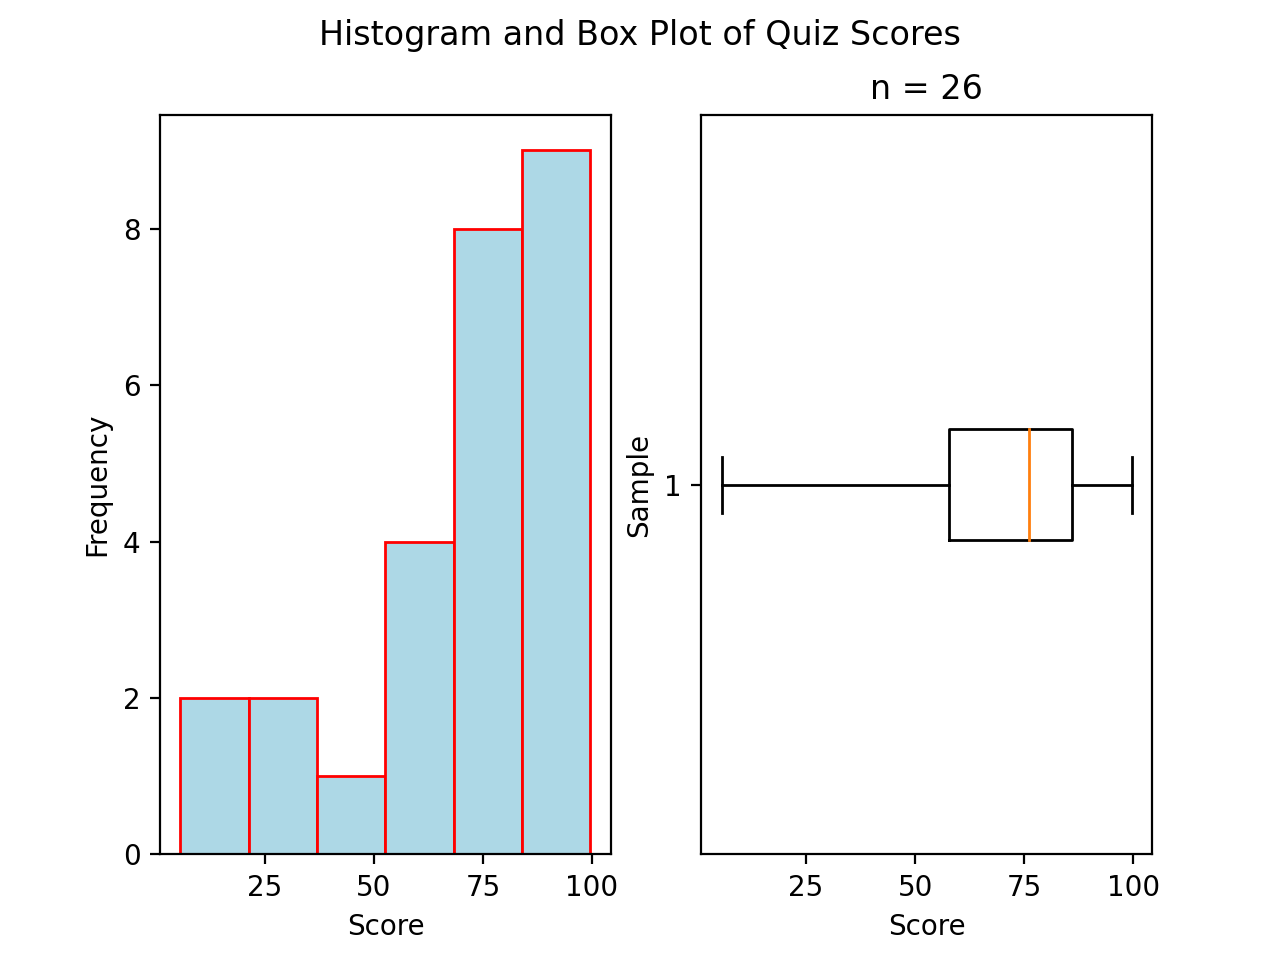 Histogram and Box Plot of Quiz Scores
Frequency
8
6
4
2
0
25 50 75 100
Score
n = 26
Sample
1
25 50 75 100
Score